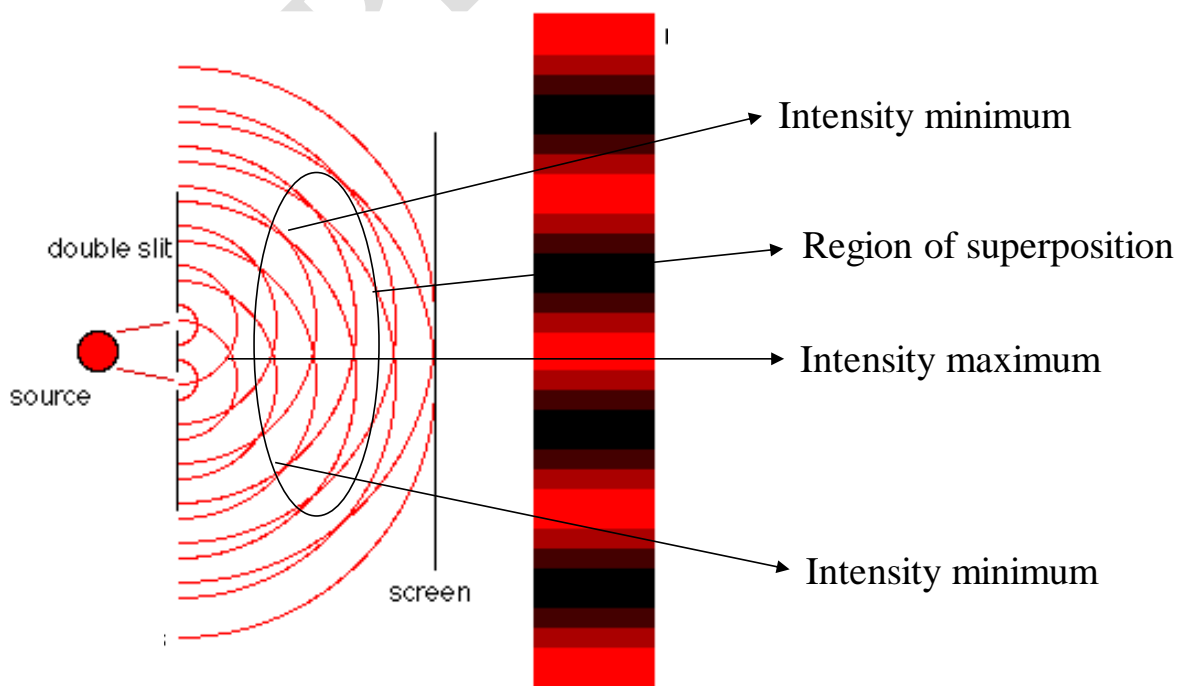 Intensity minimum
double slit
Region of superposition
Intensity maximum
source
Intensity minimum
screen